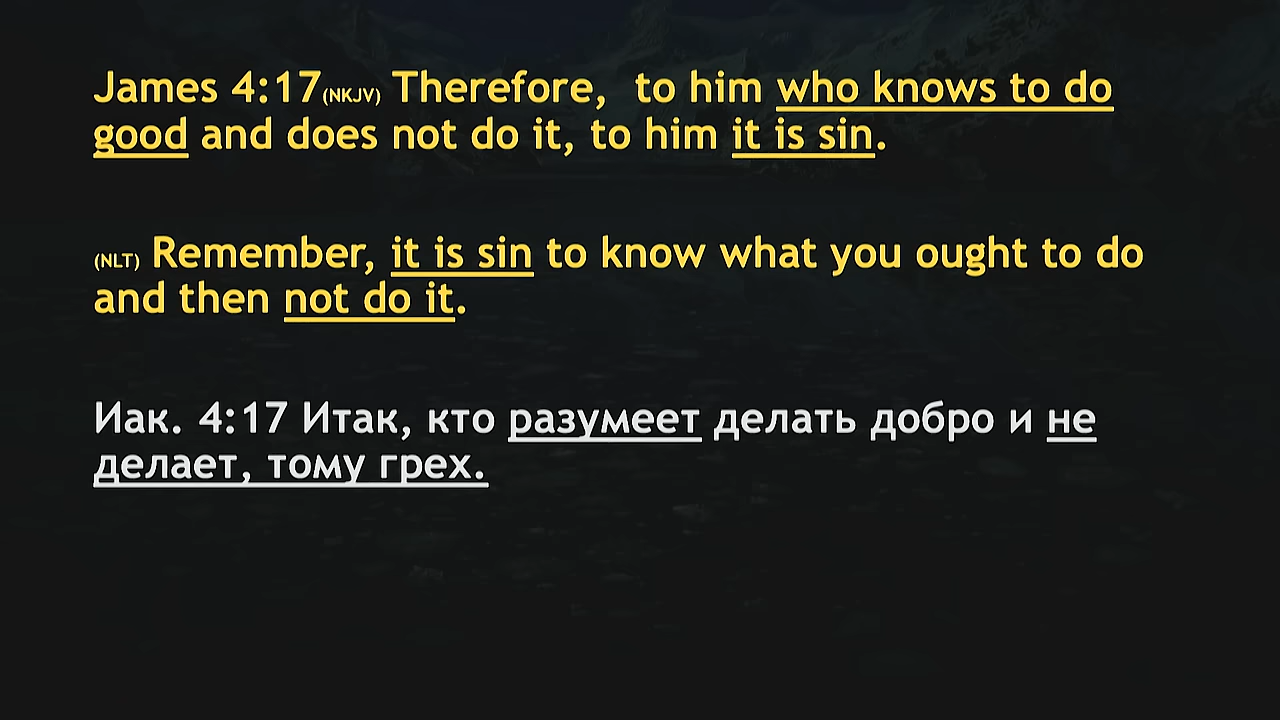 James 4:17(NKJV) Therefore,  to him who knows to do
good and does not do it, to him it is sin.
(NLT) Remember, it is sin to know what you ought to do
and then not do it.
Иак. 4:17 Итак, кто разумеет делать добро и не
делает, тому грех.